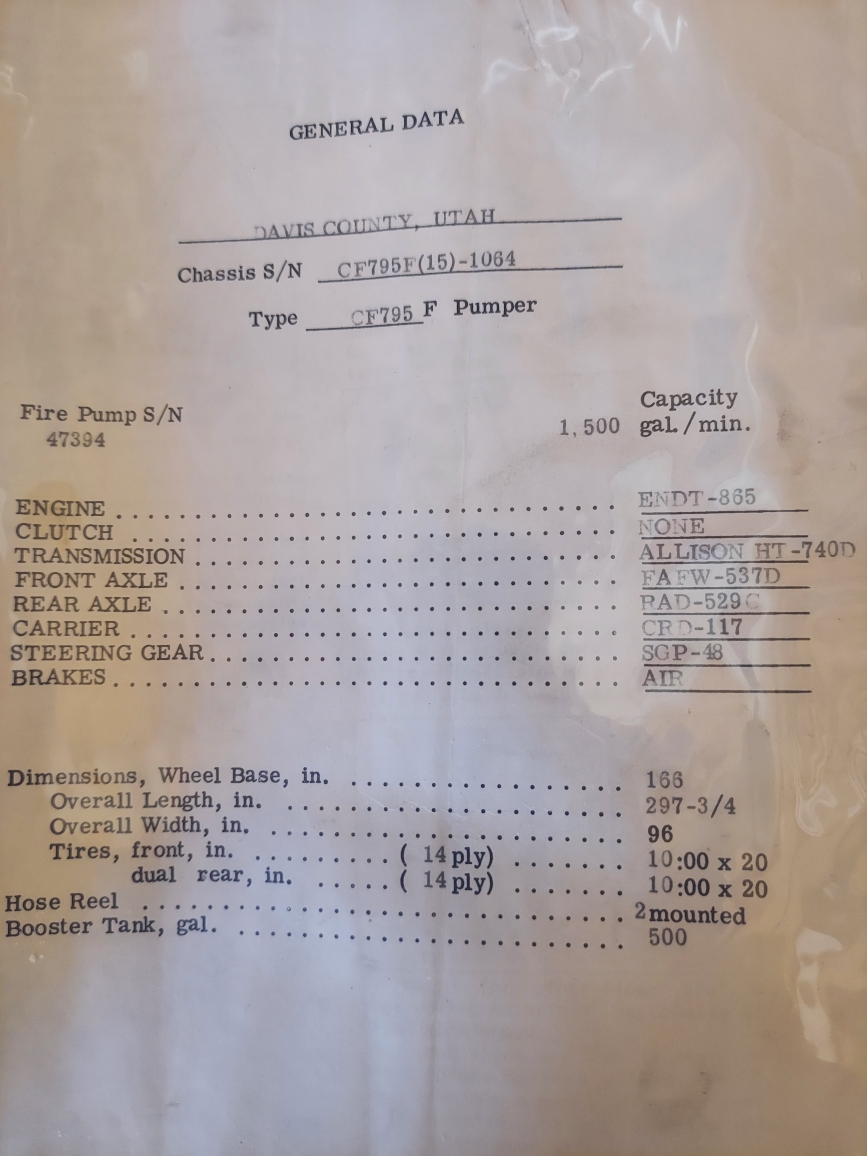 GENERAL DATA
DAVIS COUNTY, UTAH
Chassis S/N CF795F(15)-1064
Type CF795 F Pumper
Capacity
Fire Pump S/N 1,500 gal./min.
47394
ENGINE . . . . . . . . . . . . . . . . . . . . . . . . . . . . . . . ENDT-865
CLUTCH . . . . . . . . . . . . . . . . . . . . . . . . . . . . . . NONE
TRANSMISSION . . . . . . . . . . . . . . . . . . . . . . . . . . ALLISON HT-740D
FRONT AXLE . . . . . . . . . . . . . . . . . . . . . . . . . . . FAFW-537D
REAR AXLE . . . . . . . . . . . . . . . . . . . . . . . . . . . . RAD-529C
CARRIER . . . . . . . . . . . . . . . . . . . . . . . . . . . . . . CRD-117
STEERING GEAR . . . . . . . . . . . . . . . . . . . . . . . . . SGP-48
BRAKES . . . . . . . . . . . . . . . . . . . . . . . . . . . . . . . AIR
Dimensions, Wheel Base, in. . . . . . . . . . . . . . . . . . 166
Overall Length, in. . . . . . . . . . . . . . . . . . . . . . 297-3/4
Overall Width, in. . . . . . . . . . . . . . . . . . . . . . . 96
Tires, front, in. . . . . . . . . . ( 14 ply) . . . . . . . 10:00 x 20
dual rear, in. . . . . . ( 14 ply) . . . . . . . 10:00 x 20
Hose Reel . . . . . . . . . . . . . . . . . . . . . . . . . . . . . . 2 mounted
Booster Tank, gal. . . . . . . . . . . . . . . . . . . . . . . . . 500